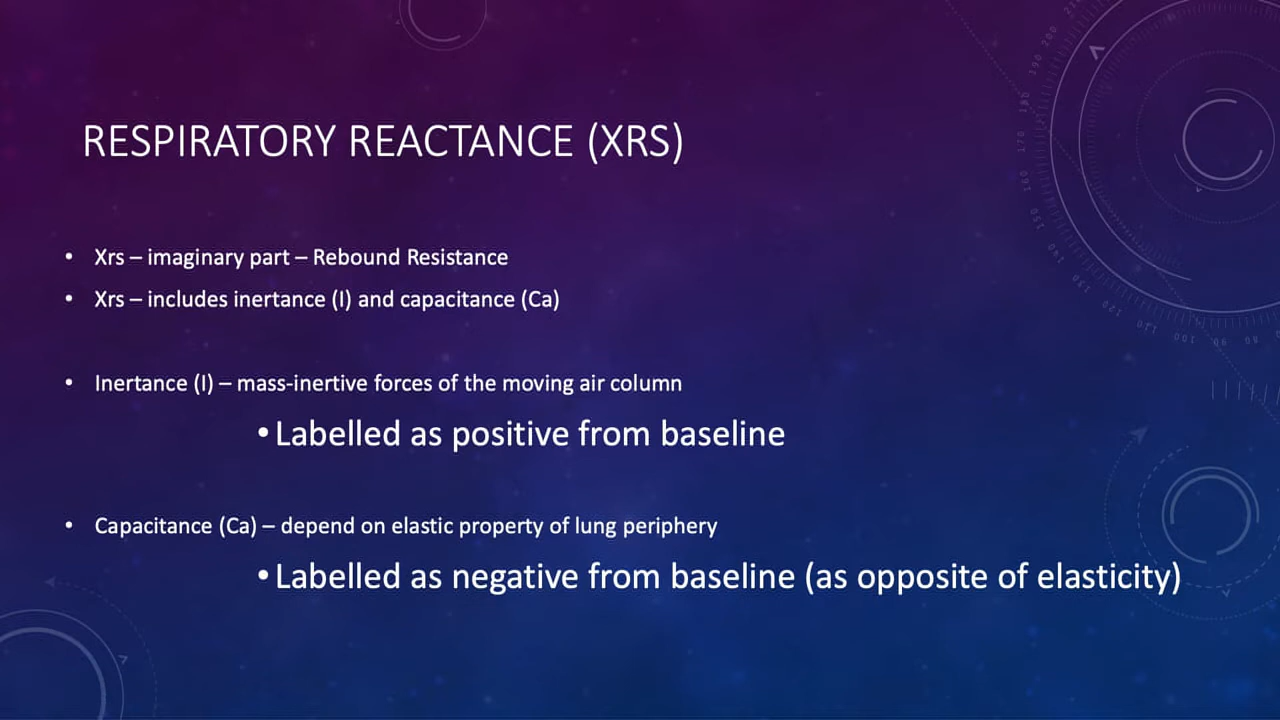 RESPIRATORY REACTANCE (XRS)
• Xrs – imaginary part – Rebound Resistance
• Xrs – includes inertance (I) and capacitance (Ca)
• Inertance (I) – mass-inertive forces of the moving air column
• Labelled as positive from baseline
• Capacitance (Ca) – depend on elastic property of lung periphery
• Labelled as negative from baseline (as opposite of elasticity)